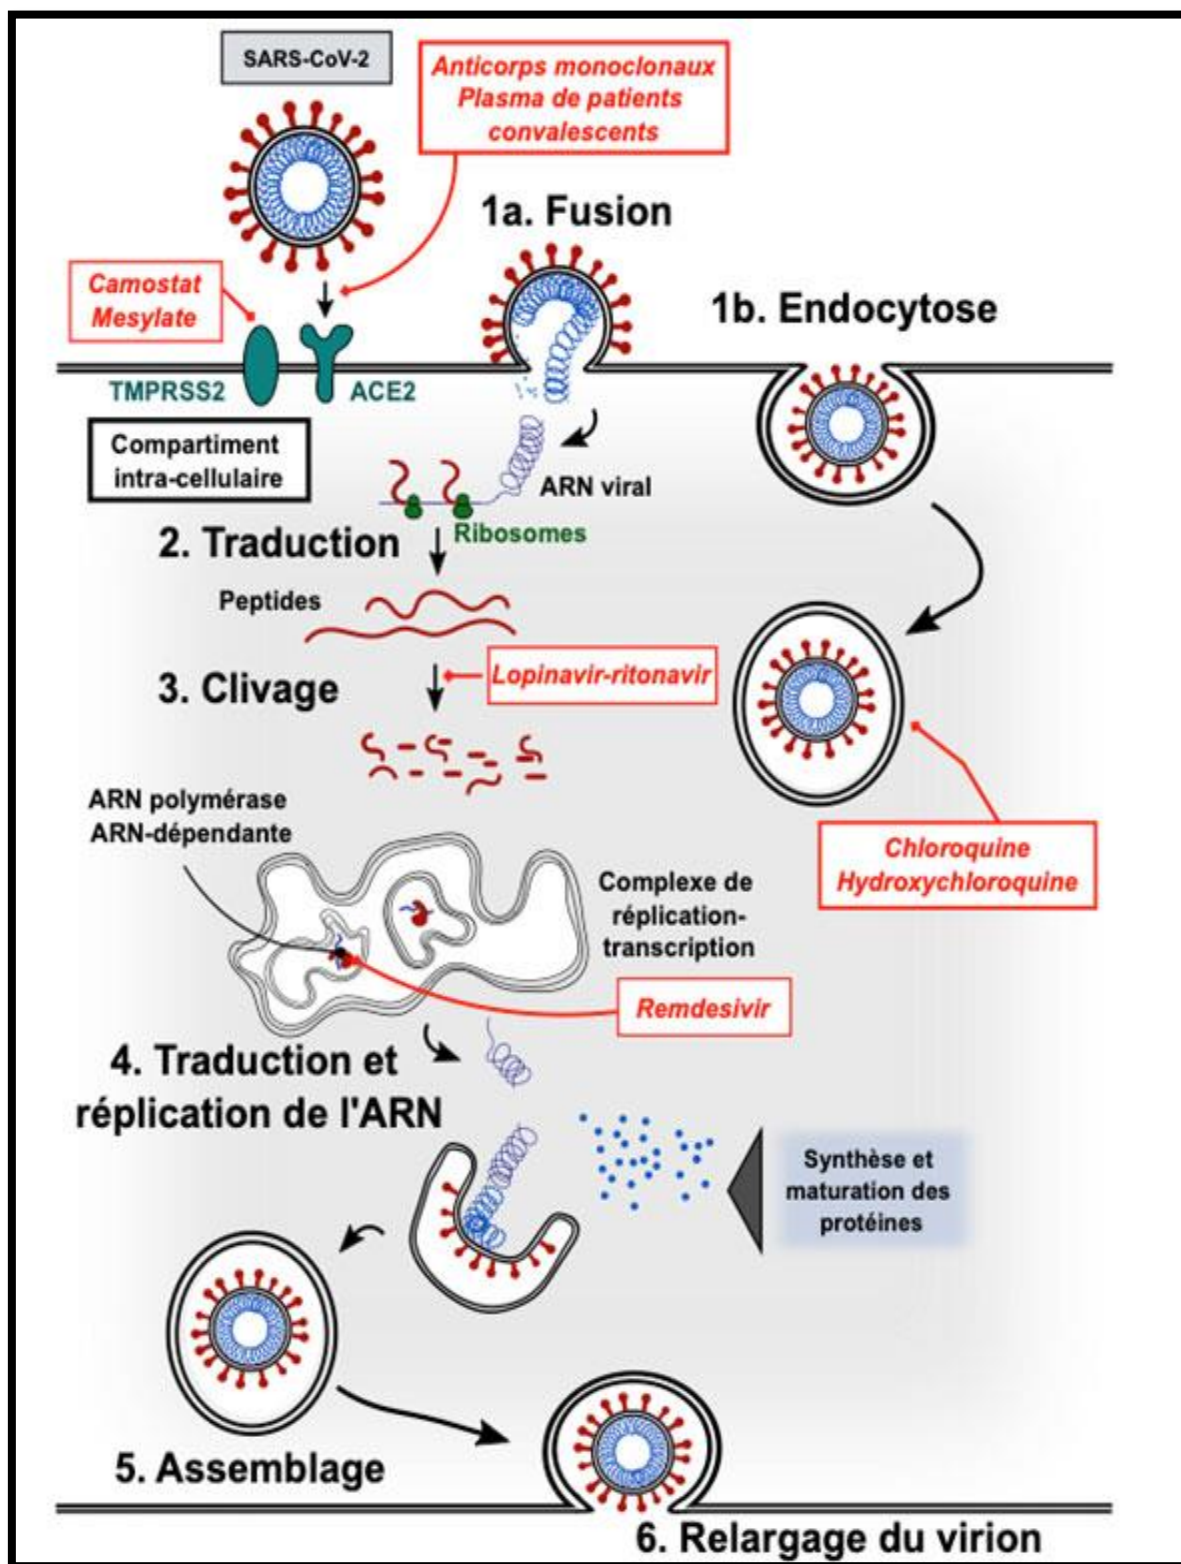 SARS-CoV-2
Anticorps monoclonaux
Plasma de patients
convalescents
1a. Fusion
Camostat
Mesylate
1b. Endocytose
TMPRSS2
ACE2
Compartiment
intra-cellulaire
ARN viral
Ribosomes
2. Traduction
Peptides
Lopinavir-ritonavir
3. Clivage
ARN polymérase
ARN-dépendante
Chloroquine
Hydroxychloroquine
Complexe de
réplication-
transcription
Remdesivir
4. Traduction et
réplication de l'ARN
Synthèse et
maturation des
protéines
5. Assemblage
6. Relargage du virion